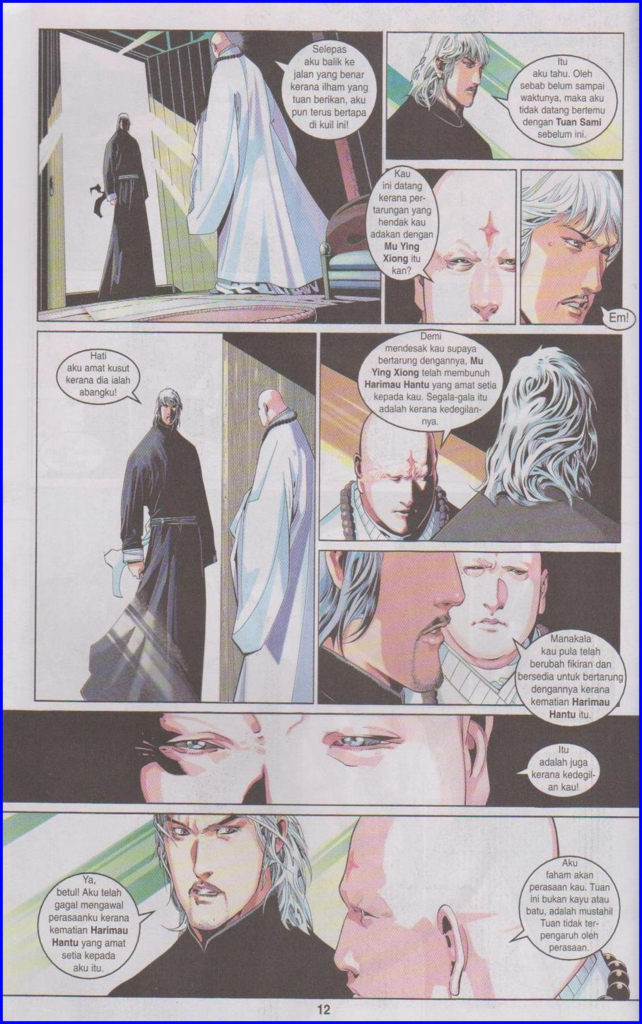 Selepas
aku balik ke
jalan yang benar
kerana ilham yang
tuan berikan, aku
pun terus bertapa
di kuil ini!
Itu
aku tahu. Oleh
sebab belum sampai
waktunya, maka aku
tidak datang bertemu
dengan Tuan Sami
sebelum ini.
Kau
ini datang
kerana per-
tarungan yang
hendak kau
adakan dengan
Mu Ying
Xiong itu
kan?
Em!
Hati
aku amat kusut
kerana dia ialah
abangku!
Demi
mendesak kau supaya
bertarung dengannya, Mu
Ying Xiong telah membunuh
Harimau Hantu yang amat setia
kepada kau. Segala-gala itu
adalah kerana kedegilan-
nya.
Manakala
kau pula telah
berubah fikiran dan
bersedia untuk bertarung
dengannya kerana
kematian Harimau
Hantu itu.
Itu
adalah juga
kerana kedegil-
an kau!
Ya,
betul! Aku telah
gagal mengawal
perasaanku kerana
kematian Harimau
Hantu yang amat
setia kepada
aku itu.
Aku
faham akan
perasaan kau. Tuan
ini bukan kayu atau
batu, adalah mustahil
Tuan tidak ter-
pengaruh oleh
perasaan.
12